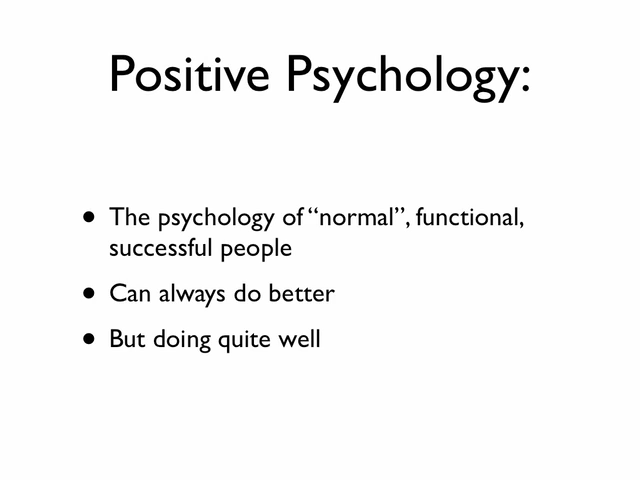 Positive Psychology:
• The psychology of “normal”, functional,
successful people
• Can always do better
• But doing quite well